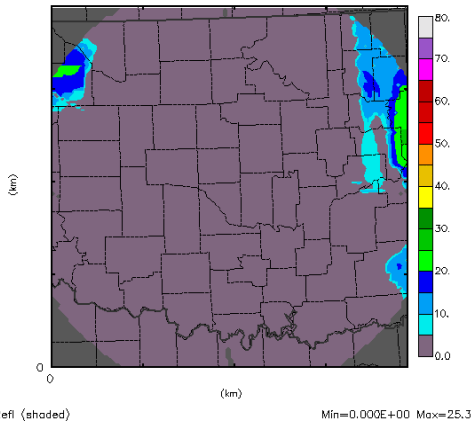 80.
70.
60.
50.
(km)
40.
30.
20.
10.
0
0.0
0
(km)
efl (shaded)
Min=0.000E+00 Max=25.3